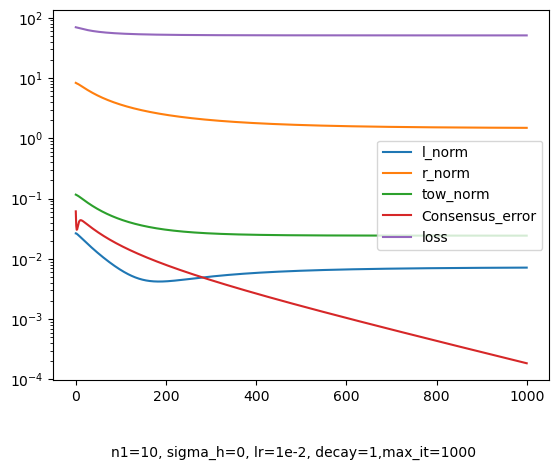 10²
10¹
10⁰
10⁻¹
10⁻²
10⁻³
10⁻⁴
l_norm
r_norm
tow_norm
Consensus_error
loss
0 200 400 600 800 1000
n1=10, sigma_h=0, lr=1e-2, decay=1,max_it=1000